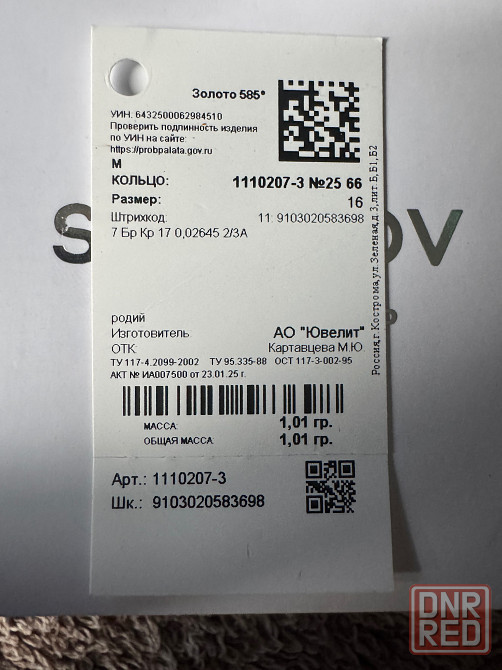 Золото 585*
УИН. 6432500062984510
Проверить подлинность изделия
по УИН на сайте:
https://probpalata.gov.ru
М
КОЛЬЦО: 1110207-3 №25 66
Размер: 16
Штрихкод: 11: 9103020583698
7 Бр Кр 17 0,02645 2/3А
родий
Изготовитель АО "Ювелит"
ОТК: Картавцева М.Ю.
ТУ 117-4.2099-2002 ТУ 95.335-88 ОСТ 117-3-002-95
АКТ № ИА007500 от 23.01.25 г.
МАССА: 1,01 гр.
ОБЩАЯ МАССА: 1,01 гр.
Россия,г.Кострома,ул.Зеленая,д.3,лит.Б,Б1,Б2
Арт.: 1110207-3
Шк.: 9103020583698
DNR
RED